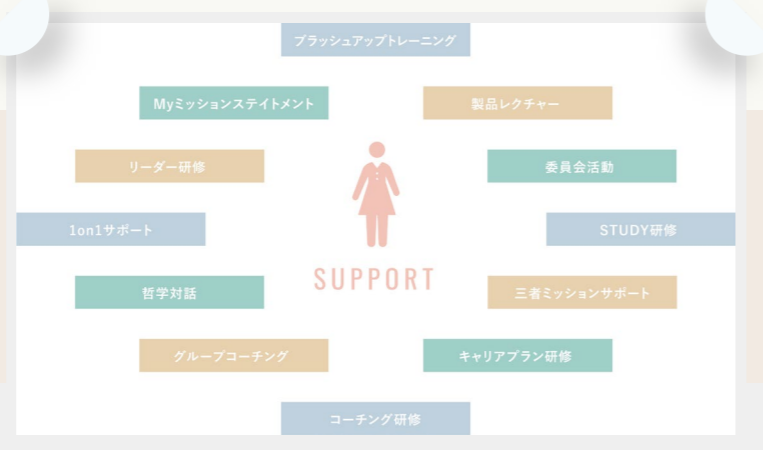 ブラッシュアップトレーニング
Myミッションステイトメント
製品レクチャー
リーダー研修
委員会活動
1on1サポート
STUDY研修
SUPPORT
哲学対話
三者ミッションサポート
グループコーチング
キャリアプラン研修
コーチング研修